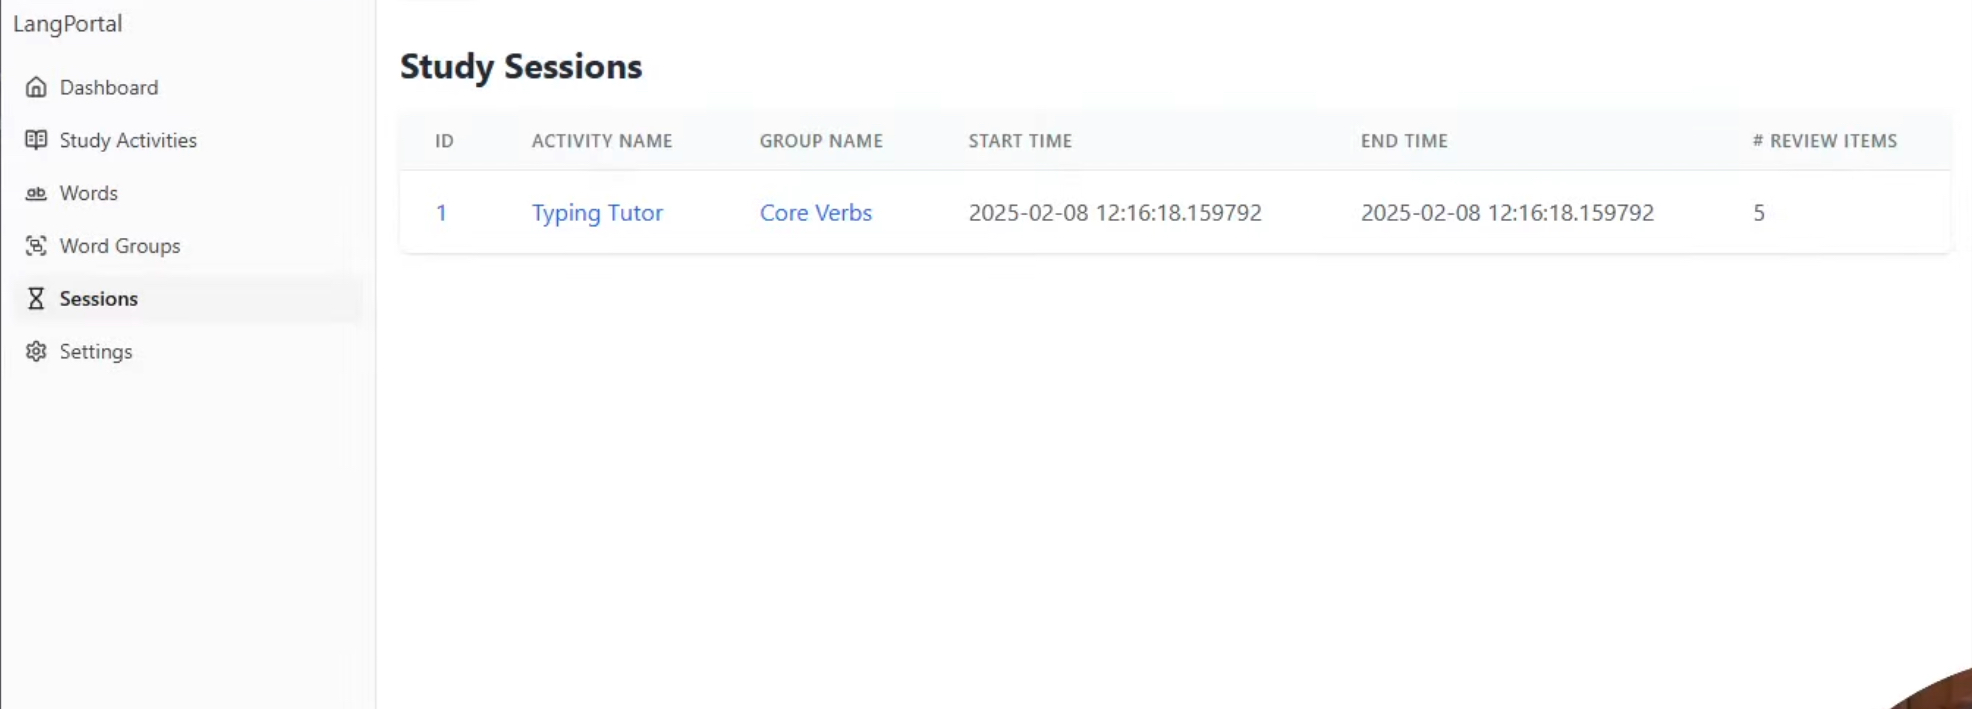 LangPortal
Dashboard
Study Activities
Words
Word Groups
Sessions
Settings
Study Sessions
ID ACTIVITY NAME GROUP NAME START TIME END TIME # REVIEW ITEMS
1 Typing Tutor Core Verbs 2025-02-08 12:16:18.159792 2025-02-08 12:16:18.159792 5